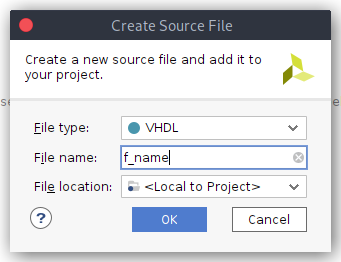 Create Source File
Create a new source file and add it to
your project.
File type: VHDL
File name: f_name
File location: <Local to Project>
?
OK Cancel